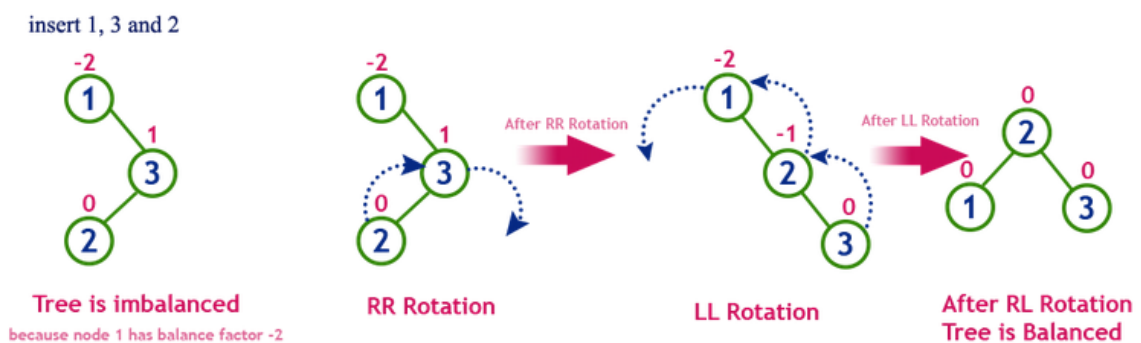 insert 1, 3 and 2
-2
1
1
3
0
2
Tree is imbalanced
because node 1 has balance factor -2
-2
1
1
3
0
2
RR Rotation
After RR Rotation
-2
1
-1
2
0
3
LL Rotation
After LL Rotation
0
2
0
1
0
3
After RL Rotation
Tree is Balanced